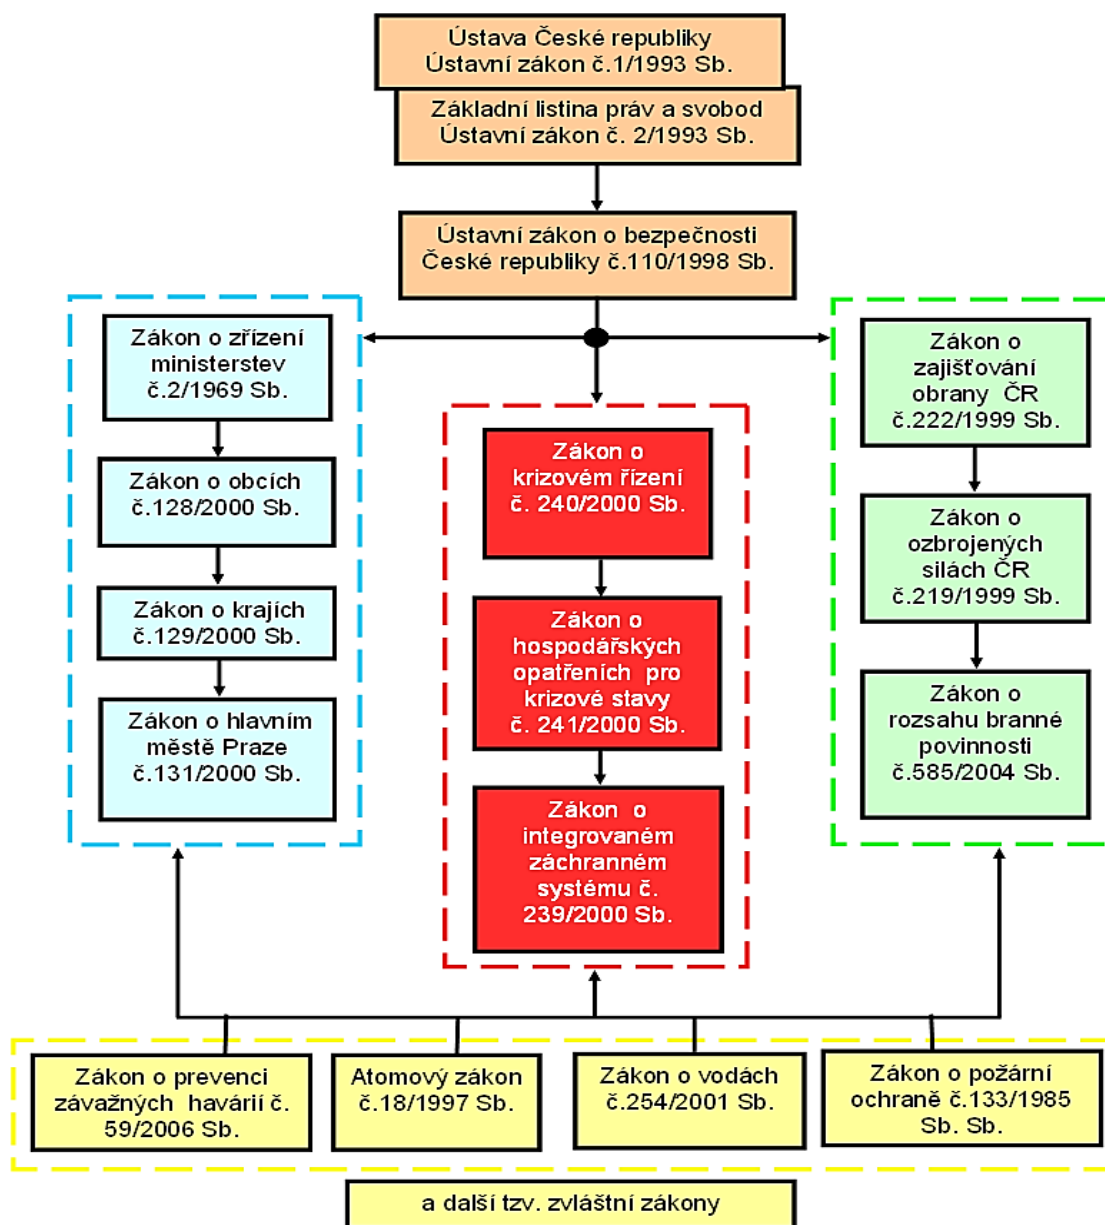 Ústava České republiky
Ústavní zákon č.1/1993 Sb.
Základní listina práv a svobod
Ústavní zákon č. 2/1993 Sb.
Ústavní zákon o bezpečnosti
České republiky č.110/1998 Sb.
Zákon o zřízení
ministerstev
č.2/1969 Sb.
Zákon o obcích
č.128/2000 Sb.
Zákon o krajích
č.129/2000 Sb.
Zákon o hlavním
městě Praze
č.131/2000 Sb.
Zákon o
krizovém řízení
č. 240/2000 Sb.
Zákon o
hospodářských
opatřeních pro
krizové stavy
č. 241/2000 Sb.
Zákon o
integrovaném
záchranném
systému č.
239/2000 Sb.
Zákon o
zajišťování
obrany ČR
č.222/1999 Sb.
Zákon o
ozbrojených
silách ČR
č.219/1999 Sb.
Zákon o
rozsahu branné
povinnosti
č.585/2004 Sb.
Zákon o prevenci
závažných havárií č.
59/2006 Sb.
Atomový zákon
č.18/1997 Sb.
Zákon o vodách
č.254/2001 Sb.
Zákon o požární
ochraně č.133/1985
Sb. Sb.
a další tzv. zvláštní zákony